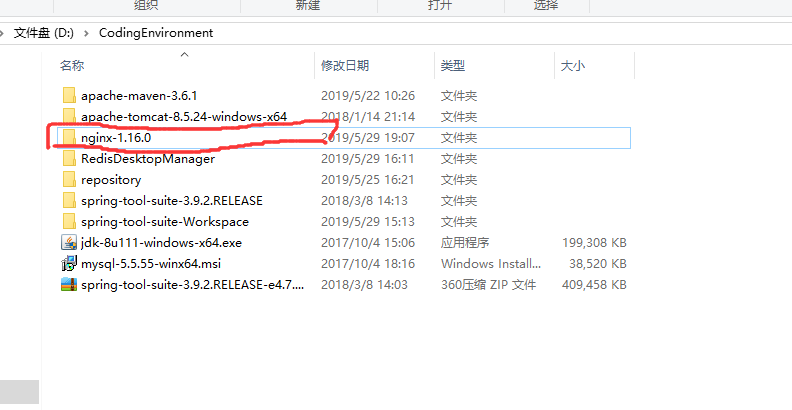 组织 新建 打开 选择
文件盘 (D:) CodingEnvironment
名称 修改日期 类型 大小
apache-maven-3.6.1 2019/5/22 10:26 文件夹
apache-tomcat-8.5.24-windows-x64 2018/1/14 21:14 文件夹
nginx-1.16.0 2019/5/29 19:07 文件夹
RedisDesktopManager 2019/5/29 16:11 文件夹
repository 2019/5/25 16:21 文件夹
spring-tool-suite-3.9.2.RELEASE 2018/3/8 14:13 文件夹
spring-tool-suite-Workspace 2019/5/29 15:13 文件夹
jdk-8u111-windows-x64.exe 2017/10/4 15:06 应用程序 199,308 KB
mysql-5.5.55-winx64.msi 2017/10/4 18:16 Windows Install... 38,520 KB
spring-tool-suite-3.9.2.RELEASE-e4.7.... 2018/3/8 14:03 360压缩 ZIP 文件 409,458 KB